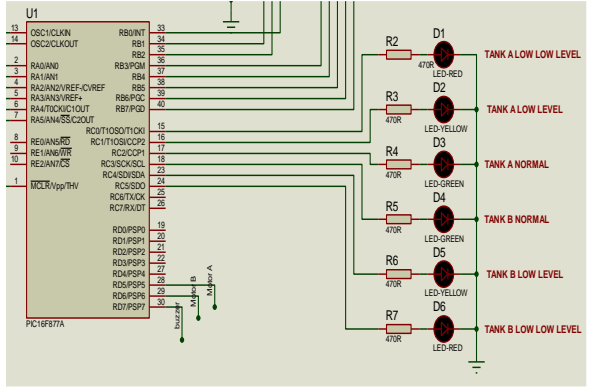 U1
13 OSC1/CLKIN
14 OSC2/CLKOUT
2 RA0/AN0
3 RA1/AN1
4 RA2/AN2/VREF-/CVREF
5 RA3/AN3/VREF+
6 RA4/T0CKI/C1OUT
7 RA5/AN4/SS/C2OUT
8 RE0/AN5/RD
9 RE1/AN6/WR
10 RE2/AN7/CS
1 MCLR/Vpp/THV
RB0/INT 33
RB1 34
RB2 35
RB3/PGM 36
RB4 37
RB5 38
RB6/PGC 39
RB7/PGD 40
RC0/T1OSO/T1CKI 15
RC1/T1OSI/CCP2 16
RC2/CCP1 17
RC3/SCK/SCL 18
RC4/SDI/SDA 23
RC5/SDO 24
RC6/TX/CK 25
RC7/RX/DT 26
RD0/PSP0 19
RD1/PSP1 20
RD2/PSP2 21
RD3/PSP3 22
RD4/PSP4 27
RD5/PSP5 28
RD6/PSP6 29
RD7/PSP7 30
PIC16F877A
buzzer
Motor B
Motor A
R2
470R
D1
LED-RED
TANK A LOW LOW LEVEL
R3
470R
D2
LED-YELLOW
TANK A LOW LEVEL
R4
470R
D3
LED-GREEN
TANK A NORMAL
R5
470R
D4
LED-GREEN
TANK B NORMAL
R6
470R
D5
LED-YELLOW
TANK B LOW LEVEL
R7
470R
D6
LED-RED
TANK B LOW LOW LEVEL